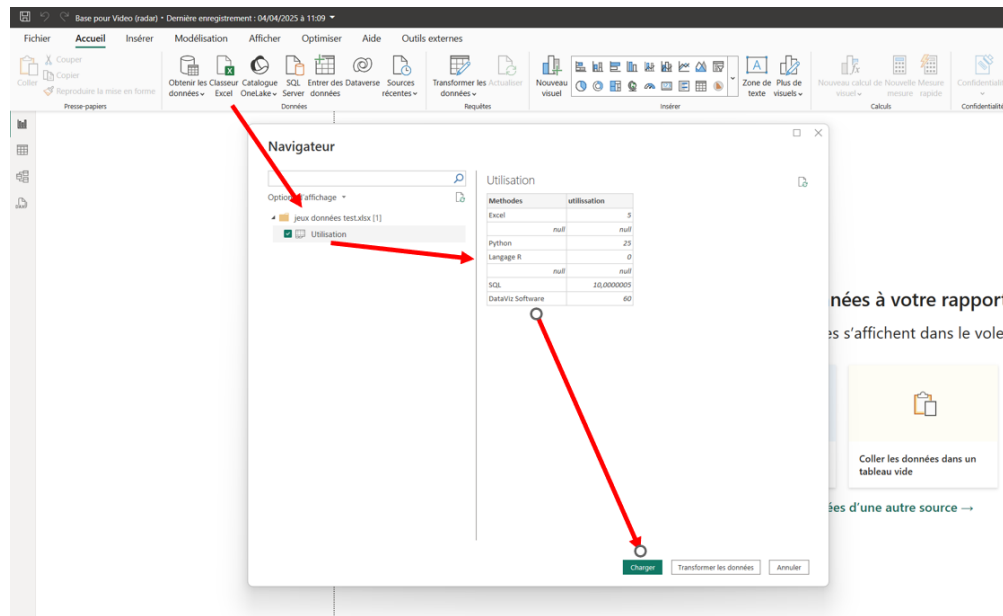 Base pour Video (radar) • Dernière enregistrement : 04/04/2025 à 11:09
Fichier Accueil Insérer Modélisation Afficher Optimiser Aide Outils externes
Coller
Couper
Copier
Reproduire la mise en forme
Presse-papiers
Obtenir les données
Classeur Excel
Catalogue OneLake
SQL Server
Entrer des données
Dataverse
Sources récentes
Données
Transformer les données
Actualiser
Requêtes
Nouveau visuel
A
Zone de texte
Plus de visuels
Insérer
Nouveau calcul de visuel
Nouvelle mesure
Mesure rapide
Calculs
Confidentialité
Navigateur
Options d'affichage
jeux données test.xlsx [1]
Utilisation
Utilisation
Methodes utilissation
Excel 5
null null
Python 25
Langage R 0
null null
SQL 10,0000005
DataViz Software 60
Charger Transformer les données Annuler
nées à votre rapport
es s'affichent dans le vole
Coller les données dans un
tableau vide
ées d'une autre source →